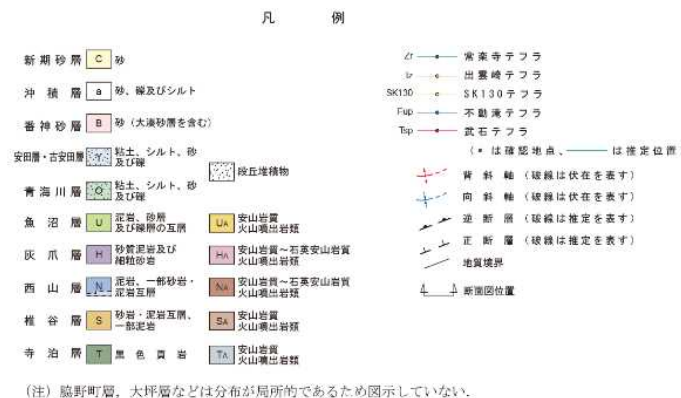 凡 例
新期砂層 C 砂
沖積層 a 砂、礫及びシルト
番神砂層 B 砂（大湊砂層を含む）
安田層・古安田層 Y 粘土、シルト、砂
及び礫
段丘堆積物
青海川層 O 粘土、シルト、砂
及び礫
魚沼層 U 泥岩、砂層
及び礫層の互層
UA 安山岩質
火山噴出岩類
灰爪層 H 砂質泥岩及び
細粒砂岩
HA 安山岩質～石英安山岩質
火山噴出岩類
西山層 N 泥岩、一部砂岩・
泥岩互層
NA 安山岩質～石英安山岩質
火山噴出岩類
椎谷層 S 砂岩・泥岩互層、
一部泥岩
SA 安山岩質
火山噴出岩類
寺泊層 T 黒色頁岩
TA 安山岩質
火山噴出岩類
常楽寺テフラ
出雲崎テフラ
SK130 SK130テフラ
Fup 不動滝テフラ
Tsp 武石テフラ
（• は確認地点、 は推定位置
背斜軸（破線は伏在を表す）
向斜軸（破線は伏在を表す）
逆断層（破線は推定を表す）
正断層（破線は推定を表す）
地質境界
断面図位置
（注）脇野町層，大坪層などは分布が局所的であるため図示していない．